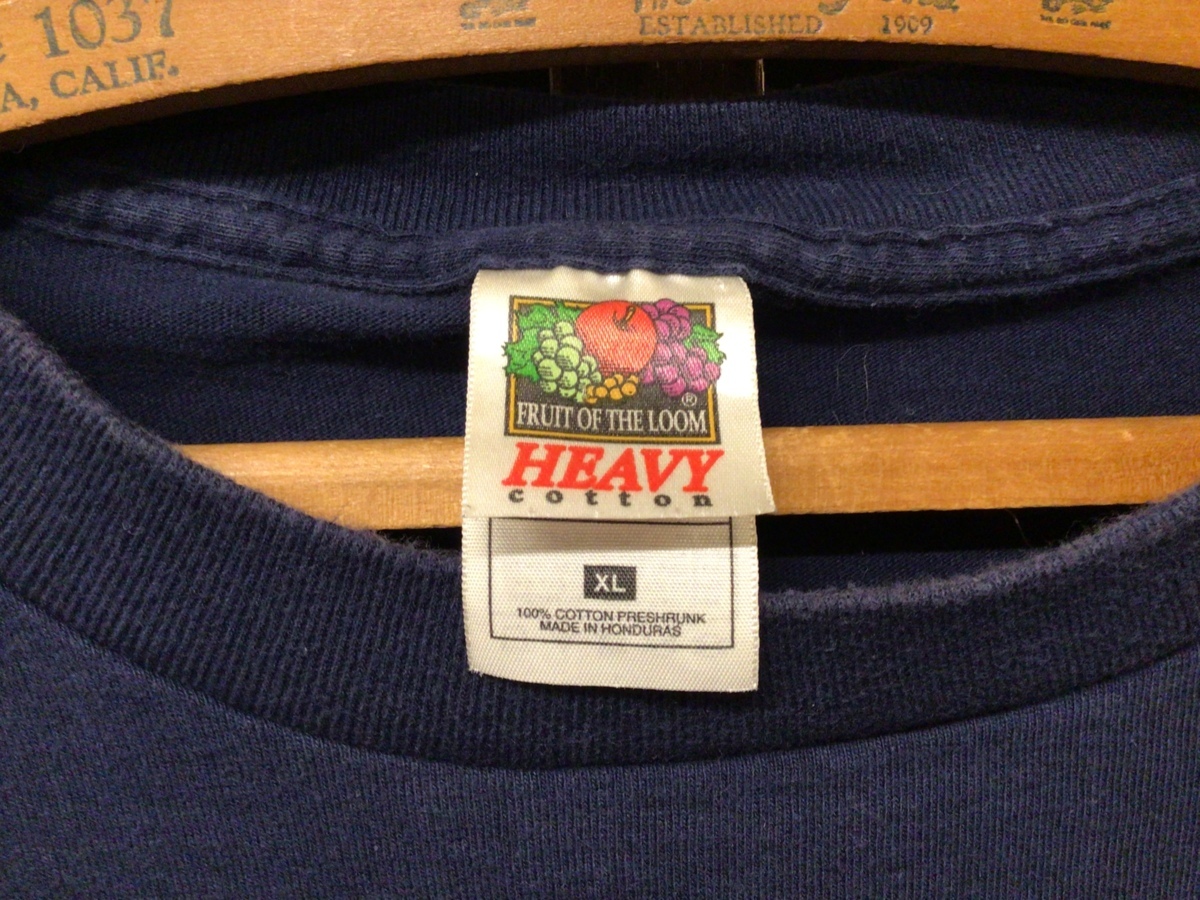 1037
A, CALIF.
ESTABLISHED 1909
FRUIT OF THE LOOM
®
HEAVY
cotton
XL
100% COTTON PRESHRUNK
MADE IN HONDURAS